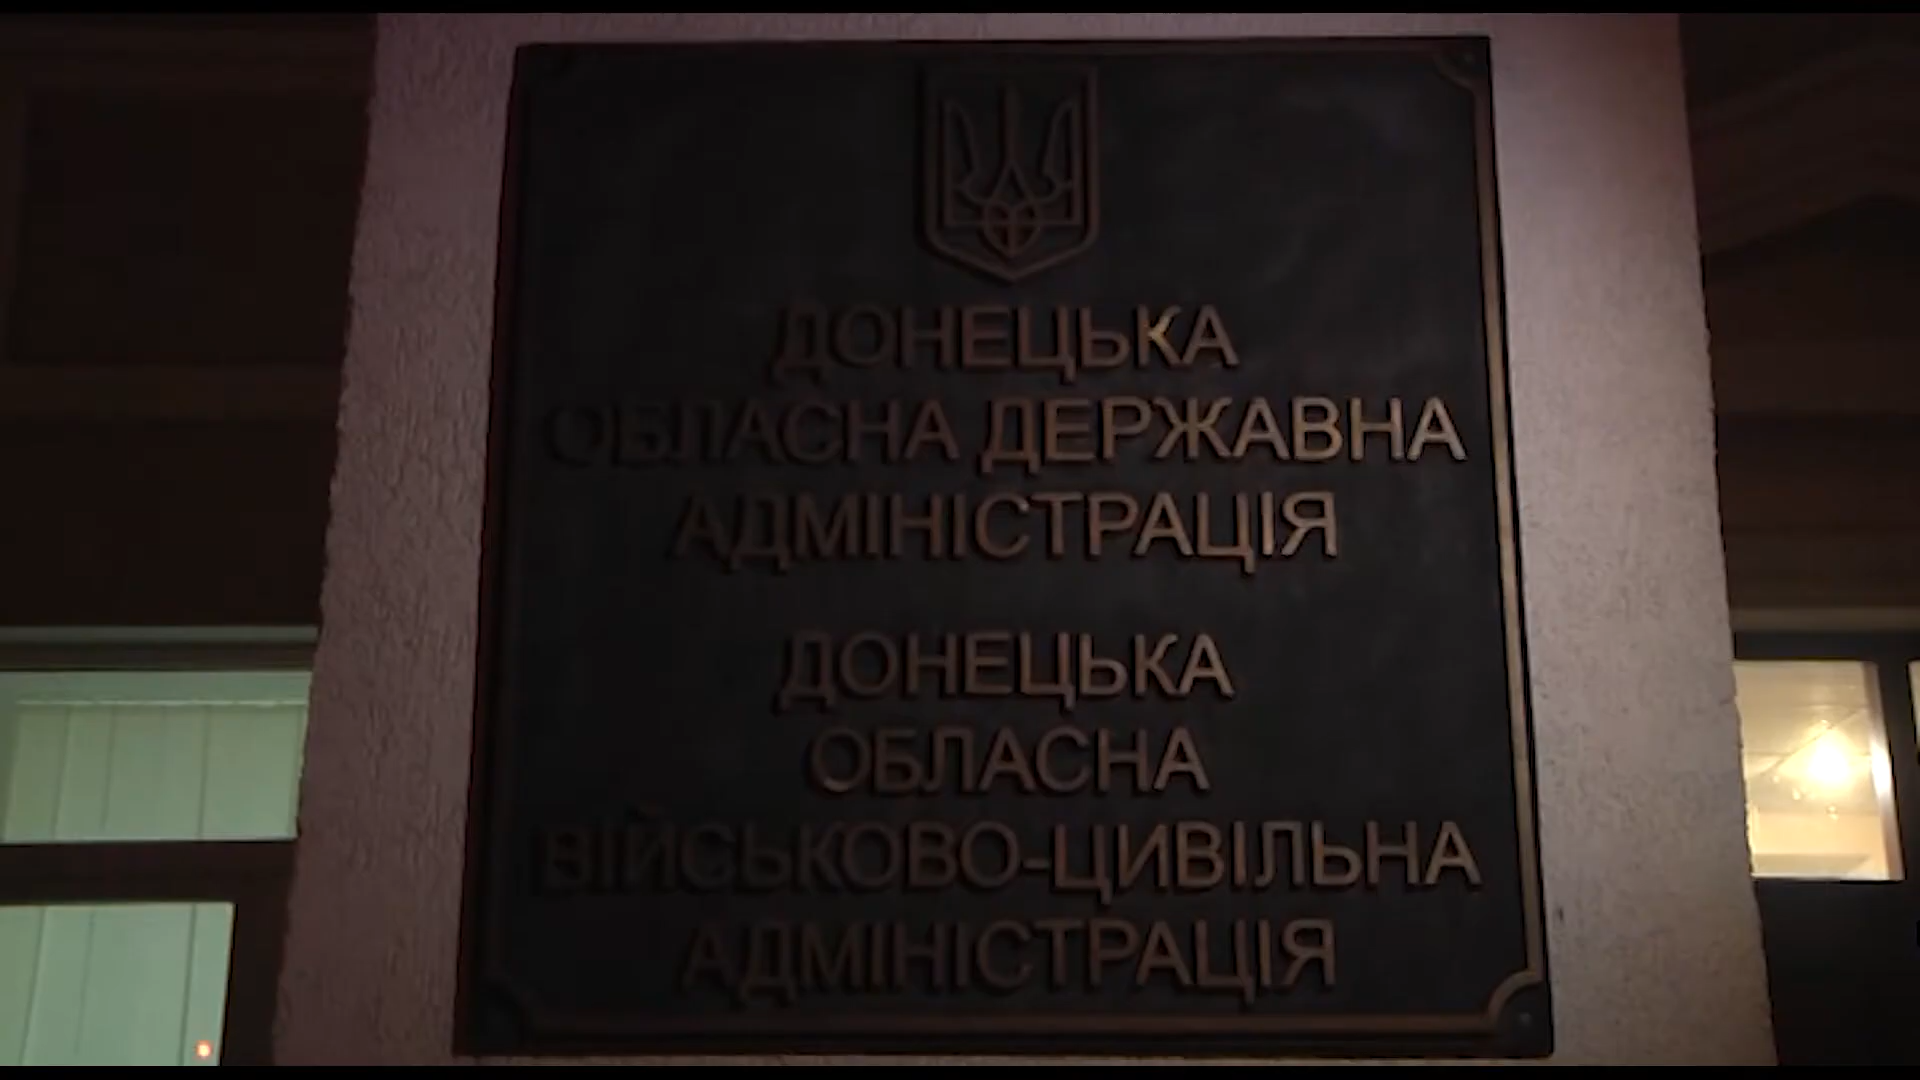 ДОНЕЦЬКА
ОБЛАСНА ДЕРЖАВНА
АДМІНІСТРАЦІЯ
ДОНЕЦЬКА
ОБЛАСНА
ВІЙСЬКОВО-ЦИВІЛЬНА
АДМІНІСТРАЦІЯ